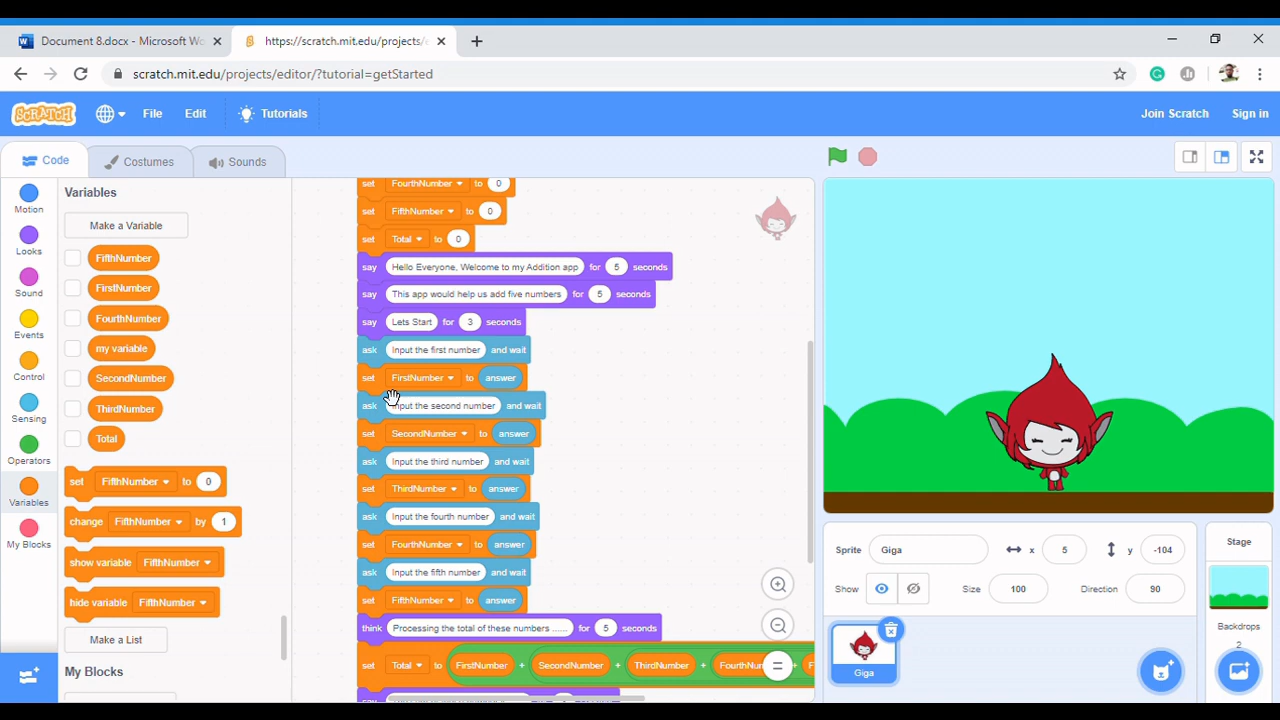 Document 8.docx - Microsoft Wo
https://scratch.mit.edu/projects/e
scratch.mit.edu/projects/editor/?tutorial=getStarted
SCRATCH
File
Edit
Tutorials
Join Scratch
Sign in
Code
Costumes
Sounds
Motion
Looks
Sound
Events
Control
Sensing
Operators
Variables
My Blocks
Variables
Make a Variable
FifthNumber
FirstNumber
FourthNumber
my variable
SecondNumber
ThirdNumber
Total
set FifthNumber to 0
change FifthNumber by 1
show variable FifthNumber
hide variable FifthNumber
Make a List
My Blocks
set FourthNumber to 0
set FifthNumber to 0
set Total to 0
say Hello Everyone, Welcome to my Addition app for 5 seconds
say This app would help us add five numbers for 5 seconds
say Lets Start for 3 seconds
ask Input the first number and wait
set FirstNumber to answer
ask Input the second number and wait
set SecondNumber to answer
ask Input the third number and wait
set ThirdNumber to answer
ask Input the fourth number and wait
set FourthNumber to answer
ask Input the fifth number and wait
set FifthNumber to answer
think Processing the total of these numbers ...... for 5 seconds
set Total to FirstNumber + SecondNumber + ThirdNumber + FourthNum + F
Sprite Giga x 5 y -104
Show Size 100 Direction 90
Giga
Stage
Backdrops
2